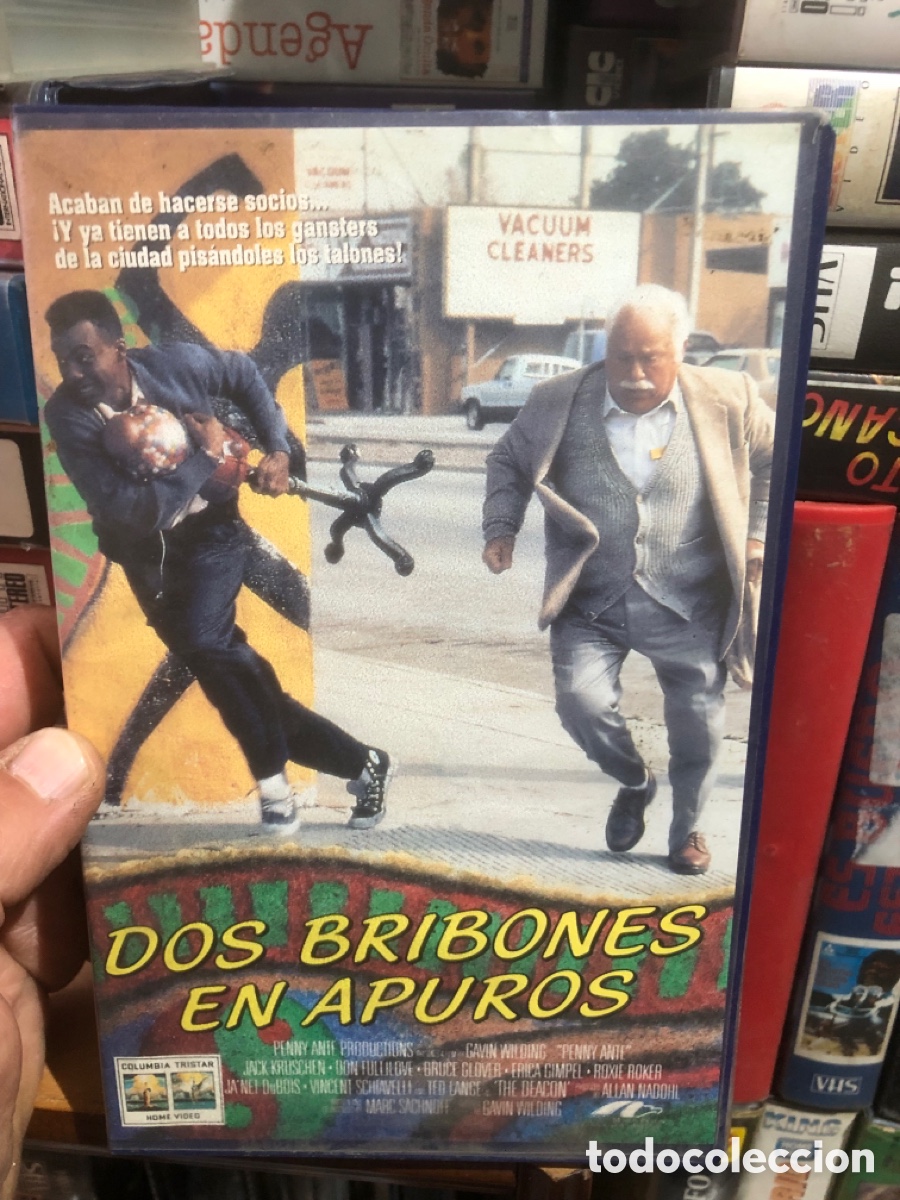 Agenda
Acaban de hacerse socios...
¡Y ya tienen a todos los gansters
de la ciudad pisándoles los talones!
VACUUM
VACUUM
CLEANERS
VHS
DOS BRIBONES
EN APUROS
PENNY ANTE PRODUCTIONS GAVIN WILDING "PENNY ANTE"
JACK KRUSCHEN · DON FULLILOVE · BRUCE GLOVER · ERICA GIMPEL · ROXIE ROKER
JA'NET DuBOIS · VINCENT SCHIAVELLI · TED LANGE · "THE DEACON" ALLAN NADOHL
MARC SACHNOFF GAVIN WILDING
COLUMBIA TRISTAR
HOME VIDEO
VHS
KING
todocoleccion